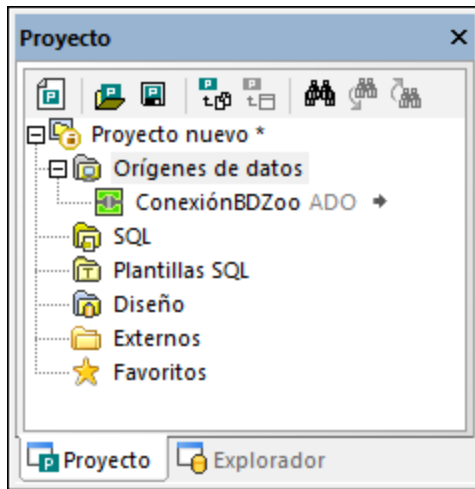 Proyecto
Proyecto nuevo *
Orígenes de datos
ConexiónBDZoo ADO
SQL
Plantillas SQL
Diseño
Externos
Favoritos
Proyecto Explorador